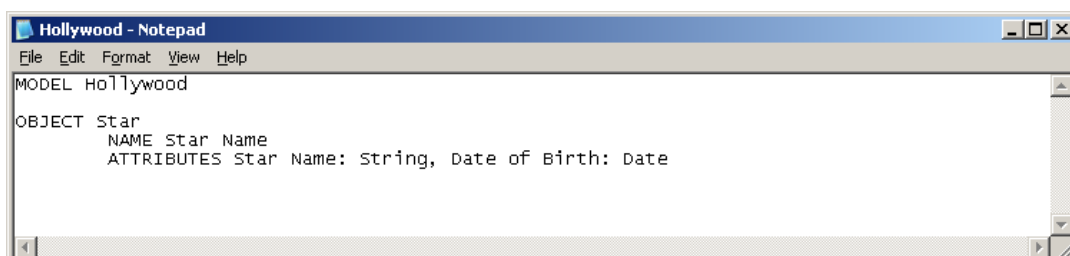 Hollywood - Notepad
File Edit Format View Help
MODEL Hollywood
OBJECT Star
NAME Star Name
ATTRIBUTES Star Name: String, Date of Birth: Date